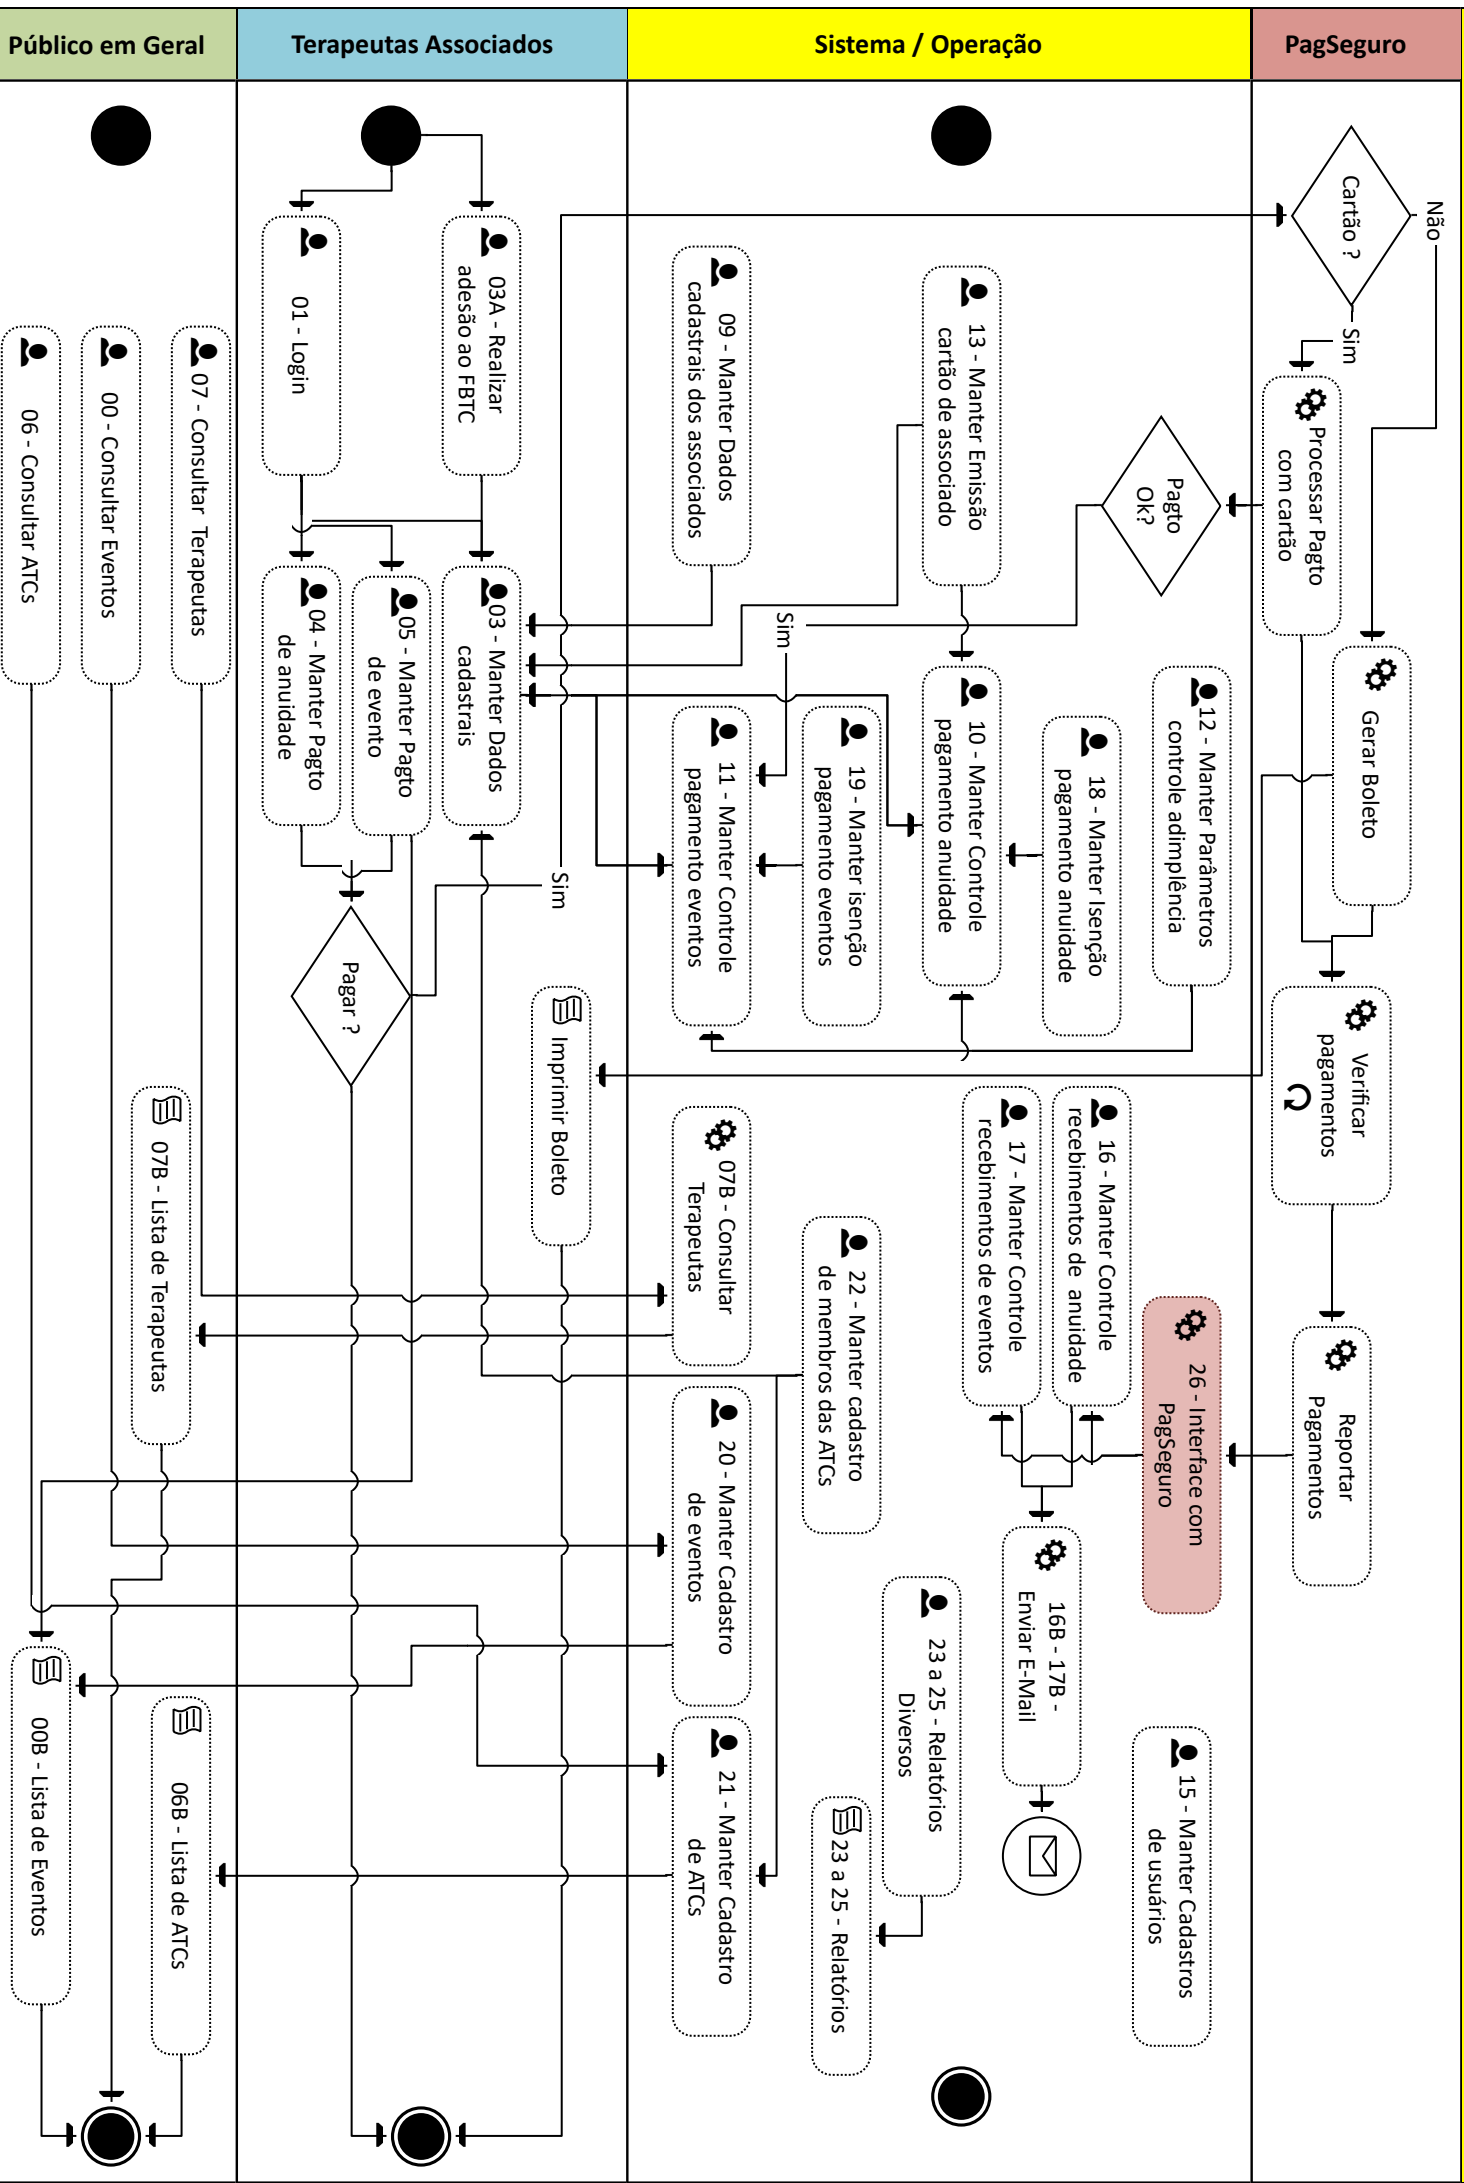 Público em Geral
Terapeutas Associados
Sistema / Operação
PagSeguro
Cartão ?
Não
Sim
Processar Pagto
com cartão
Gerar Boleto
Verificar
pagamentos
Reportar
Pagamentos
Pagto
Ok?
Sim
13 - Manter Emissão
cartão de associado
09 - Manter Dados
cadastrais dos associados
12 - Manter Parâmetros
controle adimplência
18 - Manter Isenção
pagamento anuidade
10 - Manter Controle
pagamento anuidade
19 - Manter isenção
pagamento eventos
11 - Manter Controle
pagamento eventos
26 - Interface com
PagSeguro
16 - Manter Controle
recebimentos de anuidade
17 - Manter Controle
recebimentos de eventos
22 - Manter cadastro
de membros das ATCs
07B - Consultar
Terapeutas
20 - Manter Cadastro
de eventos
15 - Manter Cadastros
de usuários
16B - 17B -
Enviar E-Mail
23 a 25 - Relatórios
Diversos
23 a 25 - Relatórios
21 - Manter Cadastro
de ATCs
03A - Realizar
adesão ao FBTC
01 - Login
03 - Manter Dados
cadastrais
05 - Manter Pagto
de evento
04 - Manter Pagto
de anuidade
Sim
Pagar ?
Imprimir Boleto
07 - Consultar Terapeutas
00 - Consultar Eventos
06 - Consultar ATCs
07B - Lista de Terapeutas
06B - Lista de ATCs
00B - Lista de Eventos